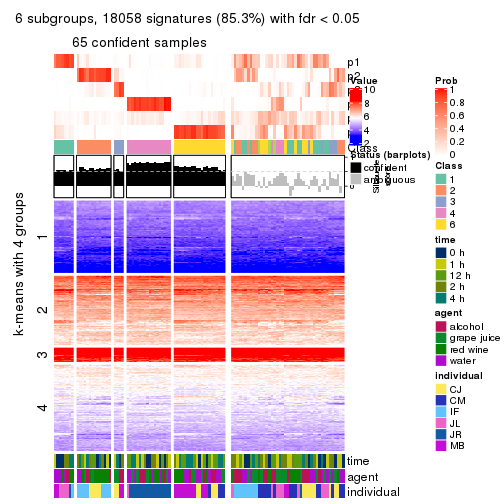 6 subgroups, 18058 signatures (85.3%) with fdr < 0.05
65 confident samples
p1
p2
Class
k-means with 4 groups
1
2
3
4
time
agent
individual
Value
10
8
6
4
2
Status (barplots)
confident
ambiguous
Prob
1
0.8
0.6
0.4
0.2
0
Class
1
2
3
4
6
time
0 h
1 h
12 h
2 h
4 h
agent
alcohol
grape juice
red wine
water
individual
CJ
CM
IF
JL
JR
MB